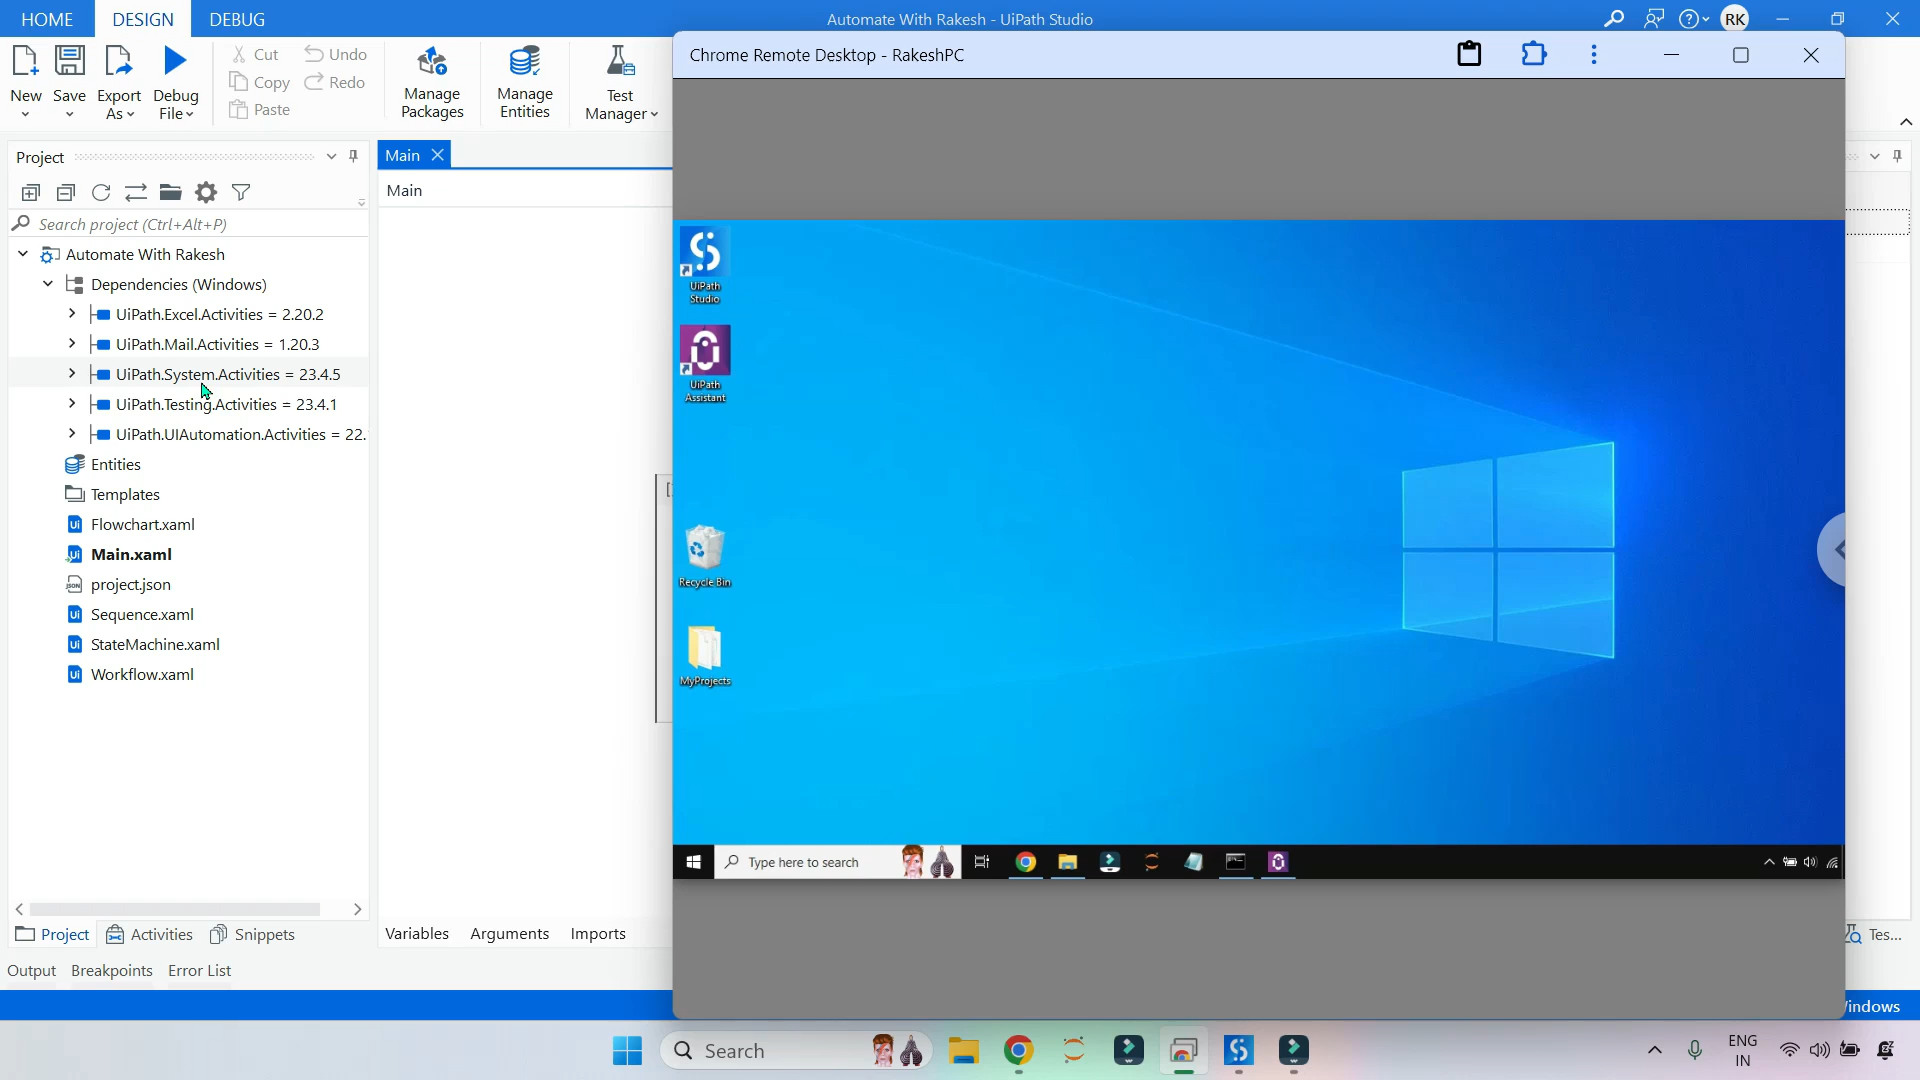 HOME
DESIGN
DEBUG
Automate With Rakesh - UiPath Studio
RK
New
Save
Export
As
Debug
File
Cut
Copy
Paste
Undo
Redo
Manage
Packages
Manage
Entities
Test
Manager
Chrome Remote Desktop - RakeshPC
Project
Search project (Ctrl+Alt+P)
Automate With Rakesh
Dependencies (Windows)
UiPath.Excel.Activities = 2.20.2
UiPath.Mail.Activities = 1.20.3
UiPath.System.Activities = 23.4.5
UiPath.Testing.Activities = 23.4.1
UiPath.UIAutomation.Activities = 22.
Entities
Templates
Flowchart.xaml
Main.xaml
project.json
Sequence.xaml
StateMachine.xaml
Workflow.xaml
Project
Activities
Snippets
Output
Breakpoints
Error List
Main
Main
Variables
Arguments
Imports
UiPath
Studio
UiPath
Assistant
Recycle Bin
MyProjects
Type here to search
Tes...
indows
Search
ENG
IN